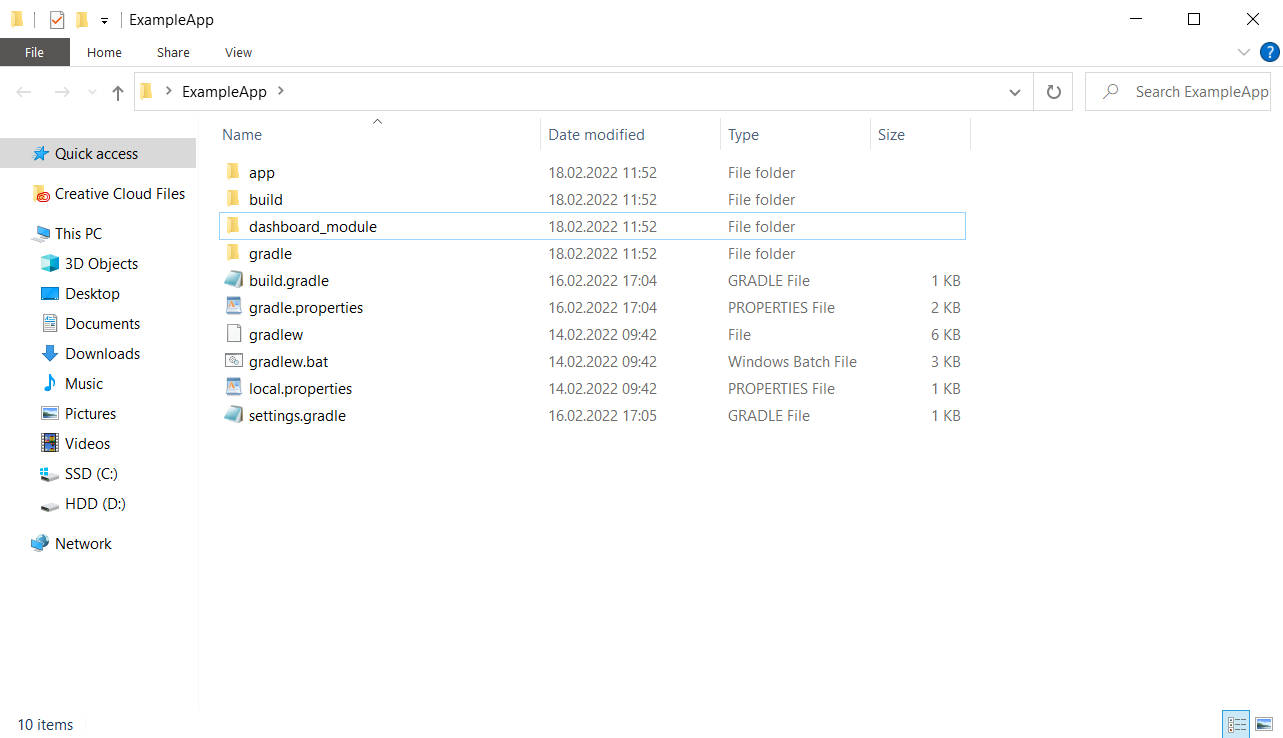 ExampleApp
File Home Share View ?
ExampleApp Search ExampleApp
Name Date modified Type Size
Quick access
Creative Cloud Files
This PC
3D Objects
Desktop
Documents
Downloads
Music
Pictures
Videos
SSD (C:)
HDD (D:)
Network
app 18.02.2022 11:52 File folder
build 18.02.2022 11:52 File folder
dashboard_module 18.02.2022 11:52 File folder
gradle 18.02.2022 11:52 File folder
build.gradle 16.02.2022 17:04 GRADLE File 1 KB
gradle.properties 16.02.2022 17:04 PROPERTIES File 2 KB
gradlew 14.02.2022 09:42 File 6 KB
gradlew.bat 14.02.2022 09:42 Windows Batch File 3 KB
local.properties 14.02.2022 09:42 PROPERTIES File 1 KB
settings.gradle 16.02.2022 17:05 GRADLE File 1 KB
10 items